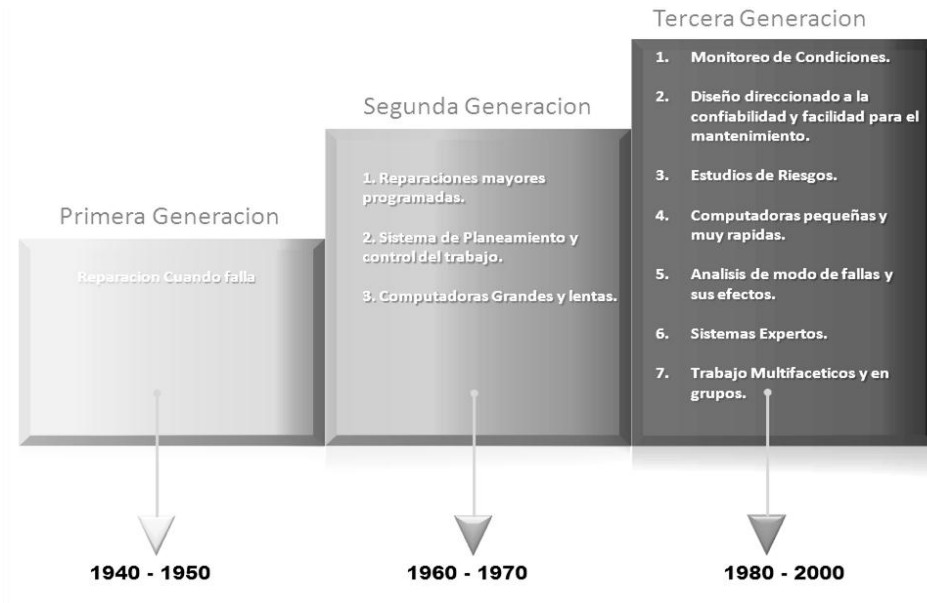 Primera Generacion
Reparacion Cuando falla
1940 - 1950
Segunda Generacion
1. Reparaciones mayores
programadas.
2. Sistema de Planeamiento y
control del trabajo.
3. Computadoras Grandes y lentas.
1960 - 1970
Tercera Generacion
1. Monitoreo de Condiciones.
2. Diseño direccionado a la
confiabilidad y facilidad para el
mantenimiento.
3. Estudios de Riesgos.
4. Computadoras pequeñas y
muy rapidas.
5. Analisis de modo de fallas y
sus efectos.
6. Sistemas Expertos.
7. Trabajo Multifaceticos y en
grupos.
1980 - 2000